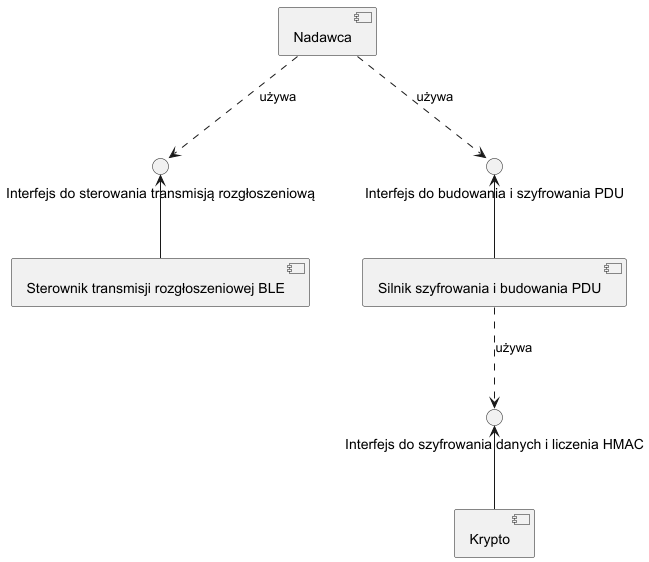 Nadawca
używa
używa
Interfejs do sterowania transmisją rozgłoszeniową
Interfejs do budowania i szyfrowania PDU
Sterownik transmisji rozgłoszeniowej BLE
Silnik szyfrowania i budowania PDU
używa
Interfejs do szyfrowania danych i liczenia HMAC
Krypto